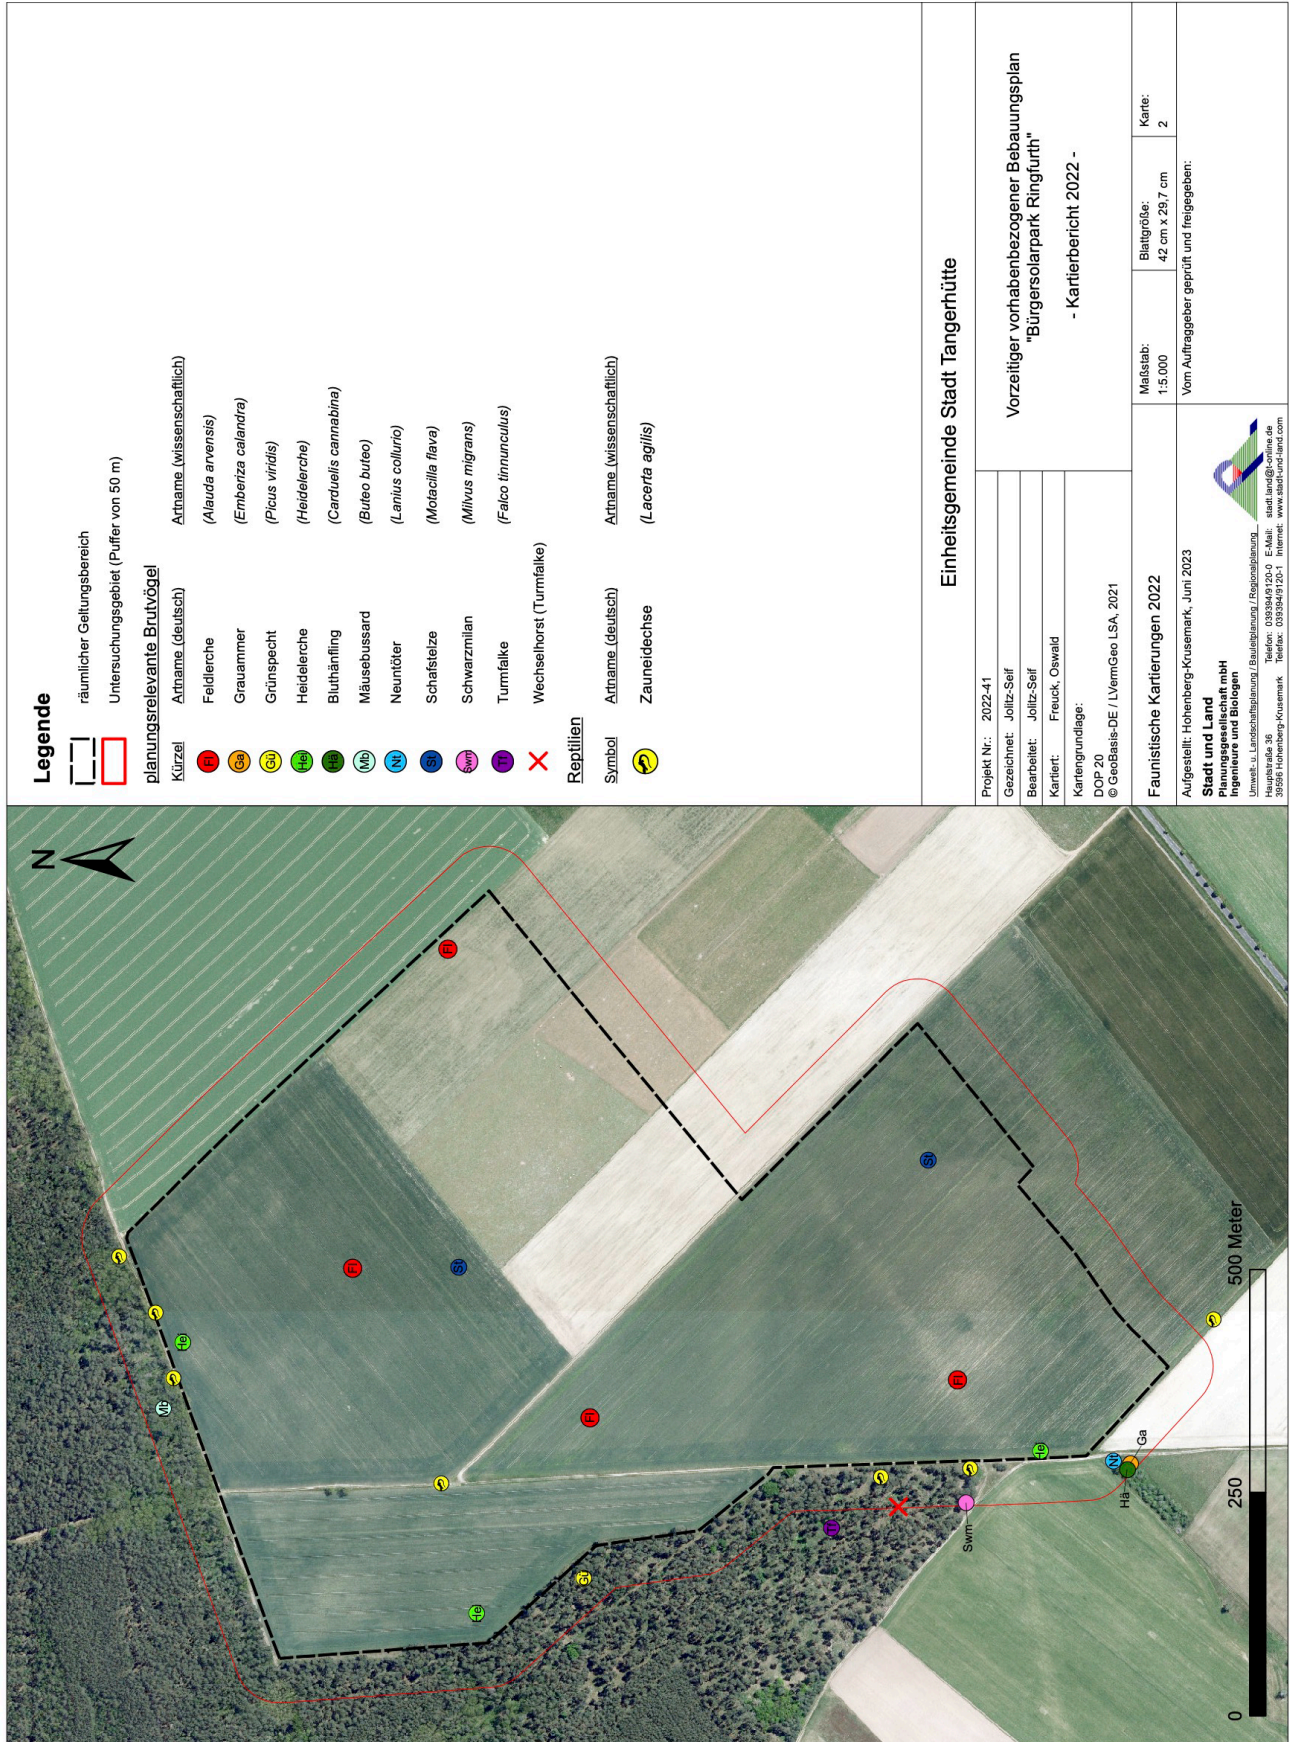 Legende
räumlicher Geltungsbereich
Untersuchungsgebiet (Puffer von 50 m)
planungsrelevante Brutvögel
Kürzel Artname (deutsch) Artname (wissenschaftlich)
Fl Feldlerche (Alauda arvensis)
Ga Grauammer (Emberiza calandra)
Gü Grünspecht (Picus viridis)
Hei Heidelerche (Heidelerche)
Hä Bluthänfling (Carduelis cannabina)
Mb Mäusebussard (Buteo buteo)
Nt Neuntöter (Lanius collurio)
St Schafstelze (Motacilla flava)
Swm Schwarzmilan (Milvus migrans)
Tf Turmfalke (Falco tinnunculus)
Wechselhorst (Turmfalke)
Reptilien
Symbol Artname (deutsch) Artname (wissenschaftlich)
Zauneidechse (Lacerta agilis)
N
Fl
Hei
Mb
Fl
St
Fl
Hei
Gü
St
Fl
Tf
Swm
Hei
Nt
Hä
Ga
0 250 500 Meter
Einheitsgemeinde Stadt Tangerhütte
Projekt Nr.: 2022-41
Gezeichnet: Jolitz-Seif
Bearbeitet: Jolitz-Seif
Kartiert: Freuck, Oswald
Kartengrundlage:
DOP 20
© GeoBasis-DE / LVermGeo LSA, 2021
Vorzeitiger vorhabenbezogener Bebauungsplan
"Bürgersolarpark Ringfurth"
- Kartierbericht 2022 -
Faunistische Kartierungen 2022
Maßstab:
1:5.000
Blattgröße:
42 cm x 29,7 cm
Karte:
2
Aufgestellt: Hohenberg-Krusemark, Juni 2023
Stadt und Land
Planungsgesellschaft mbH
Ingenieure und Biologen
Umwelt- u. Landschaftsplanung / Bauleitplanung / Regionalplanung
Hauptstraße 36 Telefon: 039394/9120-0 E-Mail: stadt.land@t-online.de
39596 Hohenberg-Krusemark Telefax: 039394/9120-1 Internet: www.stadt-und-land.com
Vom Auftraggeber geprüft und freigegeben: